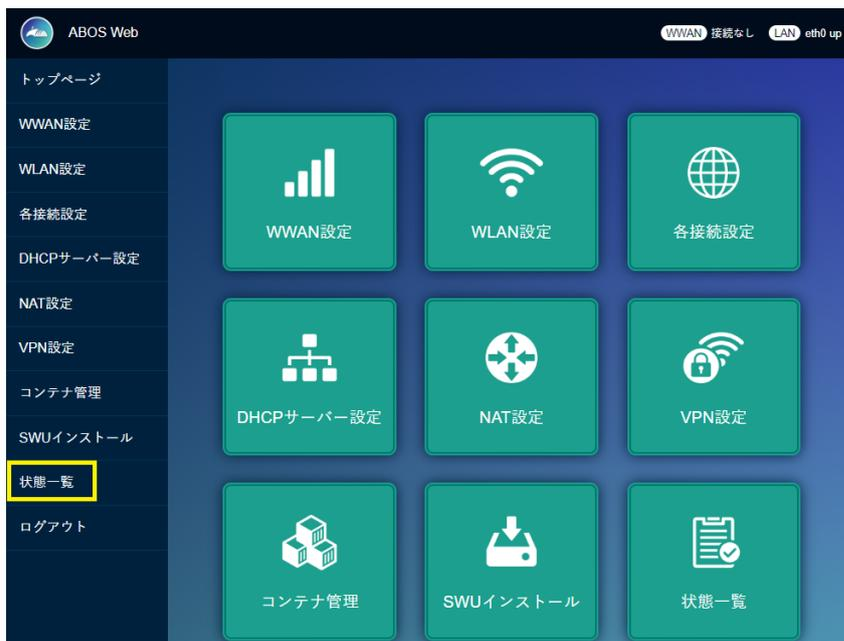 ABOS Web
WWAN 接続なし LAN eth0 up
トップページ
WWAN設定
WLAN設定
各接続設定
DHCPサーバー設定
NAT設定
VPN設定
コンテナ管理
SWUインストール
状態一覧
ログアウト
WWAN設定
WLAN設定
各接続設定
DHCPサーバー設定
NAT設定
VPN設定
コンテナ管理
SWUインストール
状態一覧